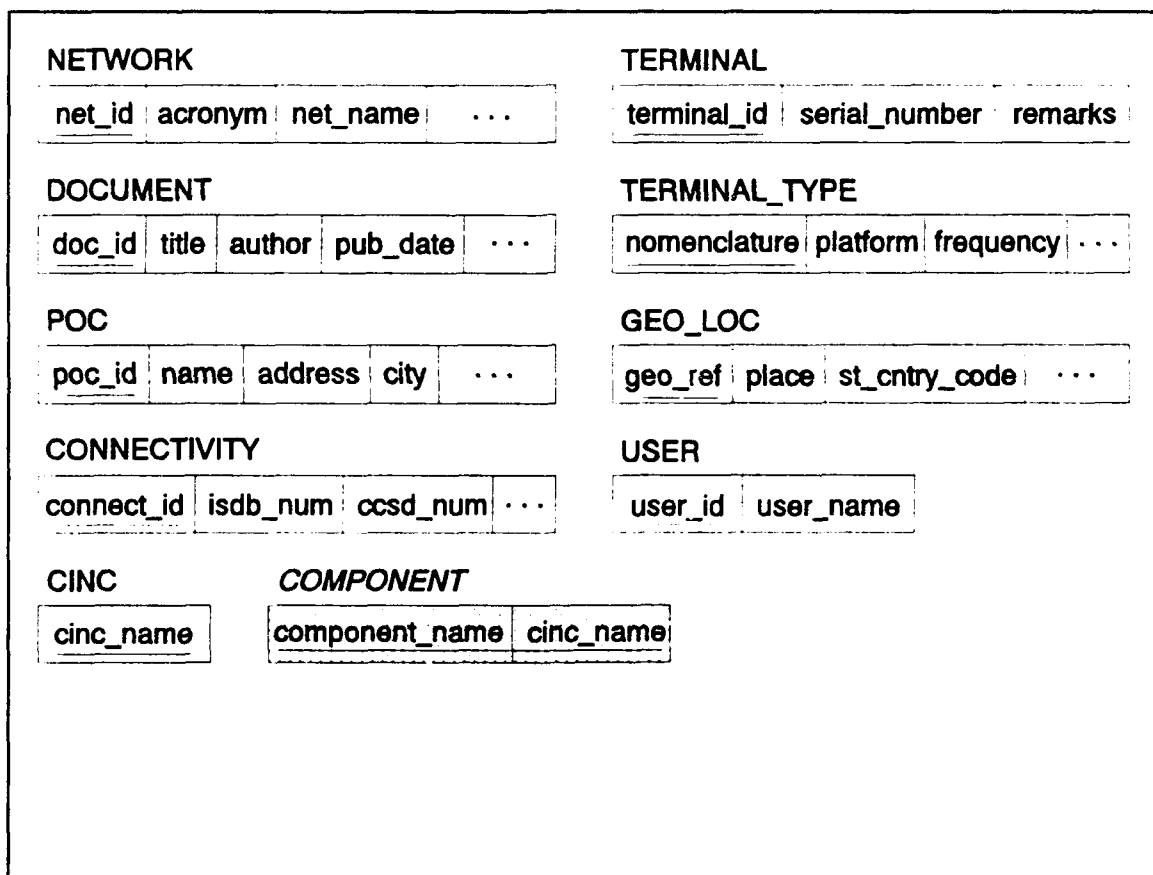 NETWORK
net_id acronym net_name ...
TERMINAL
terminal_id serial_number remarks
DOCUMENT
doc_id title author pub_date ...
TERMINAL_TYPE
nomenclature platform frequency ...
POC
poc_id name address city ...
GEO_LOC
geo_ref place st_cntry_code ...
CONNECTIVITY
connect_id isdb_num ccsd_num ...
USER
user_id user_name
CINC
cinc_name
COMPONENT
component_name cinc_name